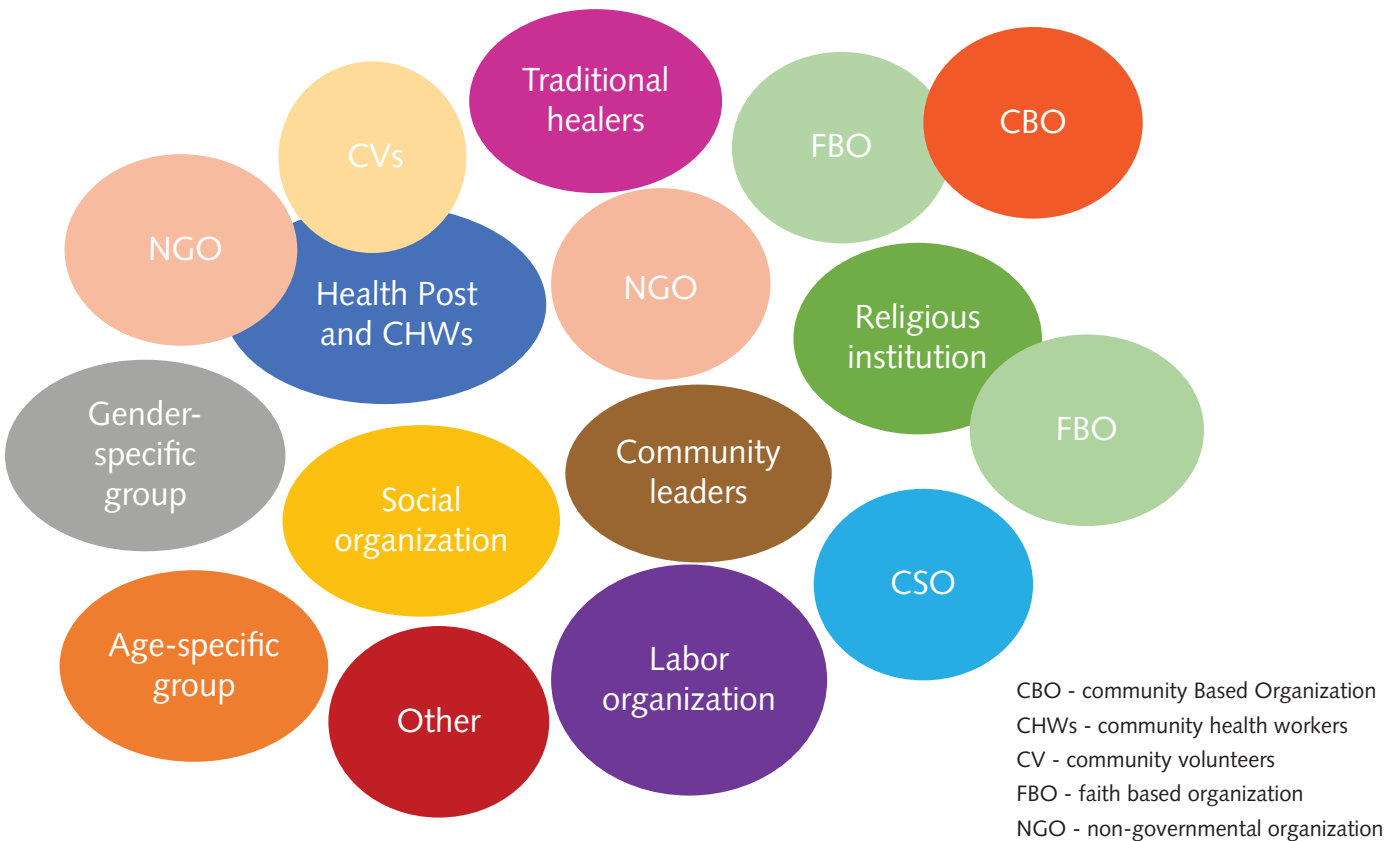 Traditional
healers
CBO
FBO
CVs
NGO
NGO
Health Post
and CHWs
Religious
institution
Gender-
specific
group
FBO
Community
leaders
Social
organization
CSO
Age-specific
group
Labor
organization
Other
CBO - community Based Organization
CHWs - community health workers
CV - community volunteers
FBO - faith based organization
NGO - non-governmental organization